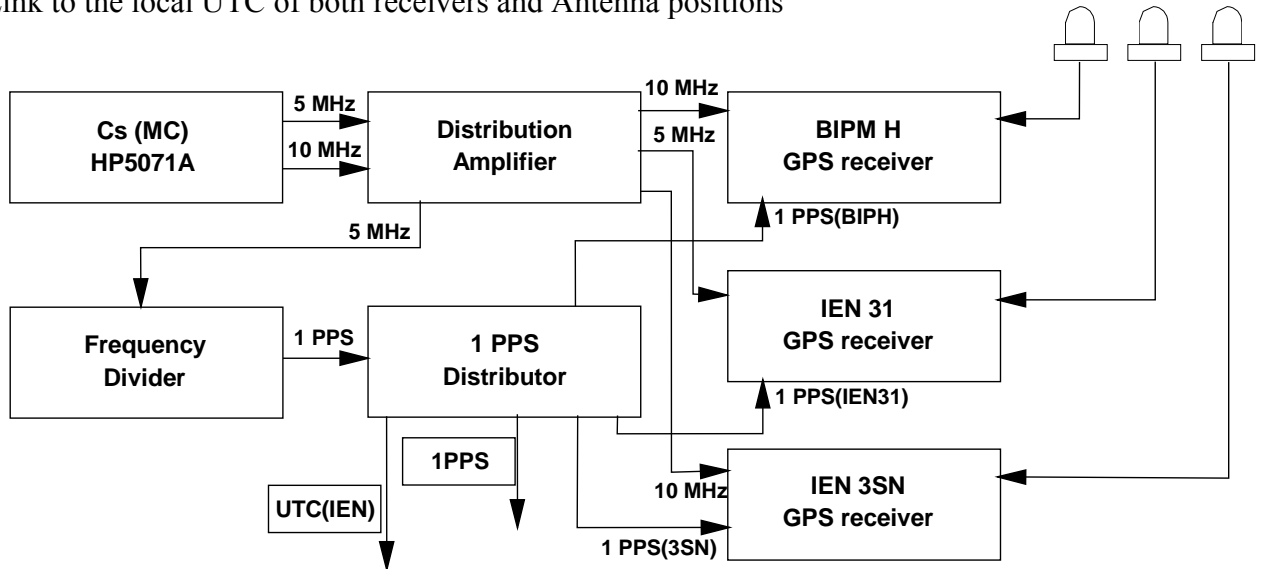 Link to the local UTC of both receivers and Antenna positions
5 MHz
10 MHz
Cs (MC)
HP5071A
10 MHz
Distribution
Amplifier
5 MHz
BIPM H
GPS receiver
5 MHz
1 PPS(BIPH)
Frequency
Divider
1 PPS
1 PPS
Distributor
IEN 31
GPS receiver
1 PPS(IEN31)
1PPS
UTC(IEN)
10 MHz
IEN 3SN
GPS receiver
1 PPS(3SN)